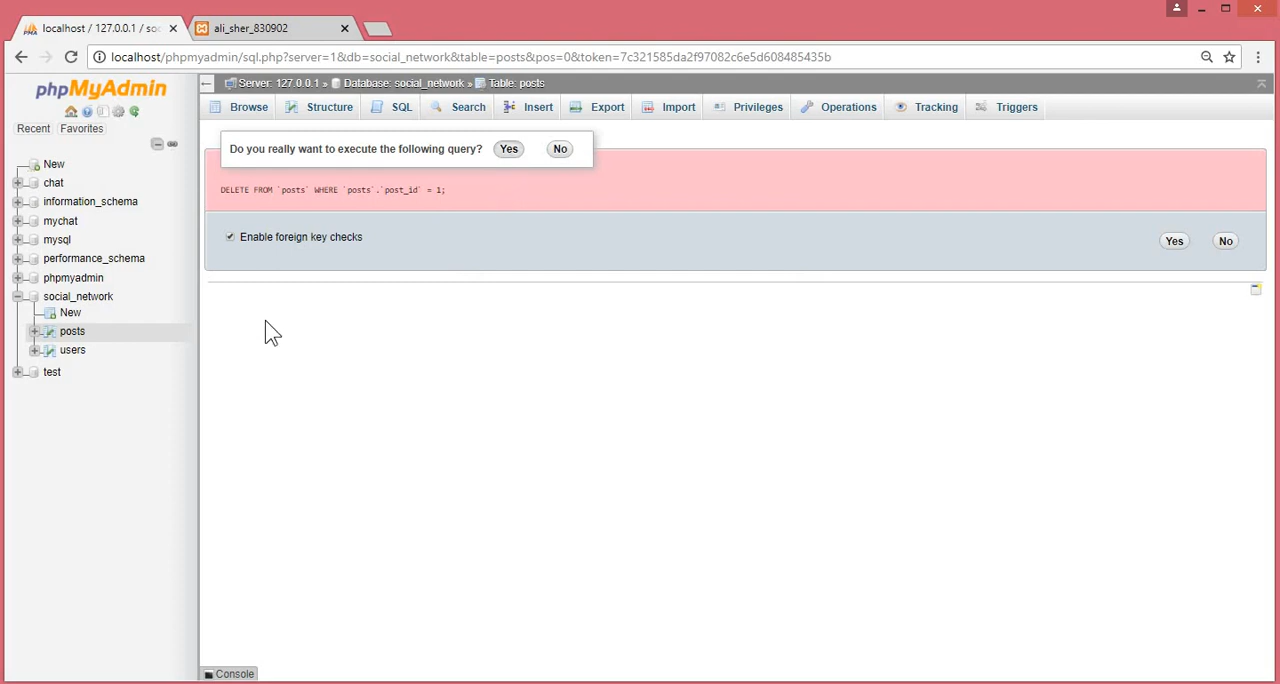 localhost / 127.0.0.1 / soc
ali_sher_830902
localhost/phpmyadmin/sql.php?server=1&db=social_network&table=posts&pos=0&token=7c321585da2f97082c6e5d608485435b
phpMyAdmin
Recent Favorites
New
chat
information_schema
mychat
mysql
performance_schema
phpmyadmin
social_network
New
posts
users
test
Server: 127.0.0.1 » Database: social_network » Table: posts
Browse Structure SQL Search Insert Export Import Privileges Operations Tracking Triggers
Do you really want to execute the following query? Yes No
DELETE FROM `posts` WHERE `posts`.`post_id` = 1;
Enable foreign key checks
Yes No
Console